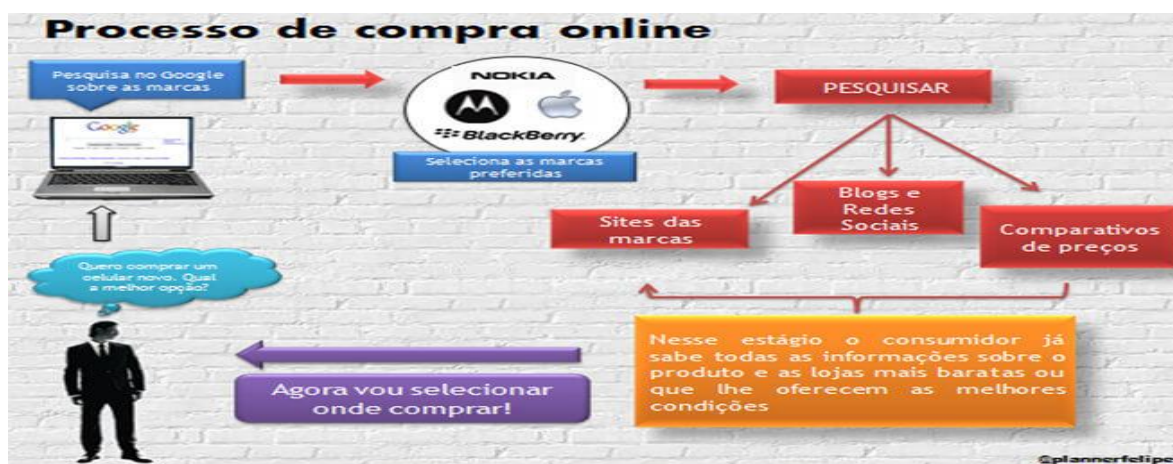 Processo de compra online
Pesquisa no Google
sobre as marcas
Google
NOKIA
BlackBerry
Seleciona as marcas
preferidas
PESQUISAR
Sites das
marcas
Blogs e
Redes
Sociais
Comparativos
de preços
Quero comprar um
celular novo. Qual
a melhor opção?
Nesse estágio o consumidor já
sabe todas as informações sobre o
produto e as lojas mais baratas ou
que lhe oferecem as melhores
condições
Agora vou selecionar
onde comprar!
@plannerfelipe